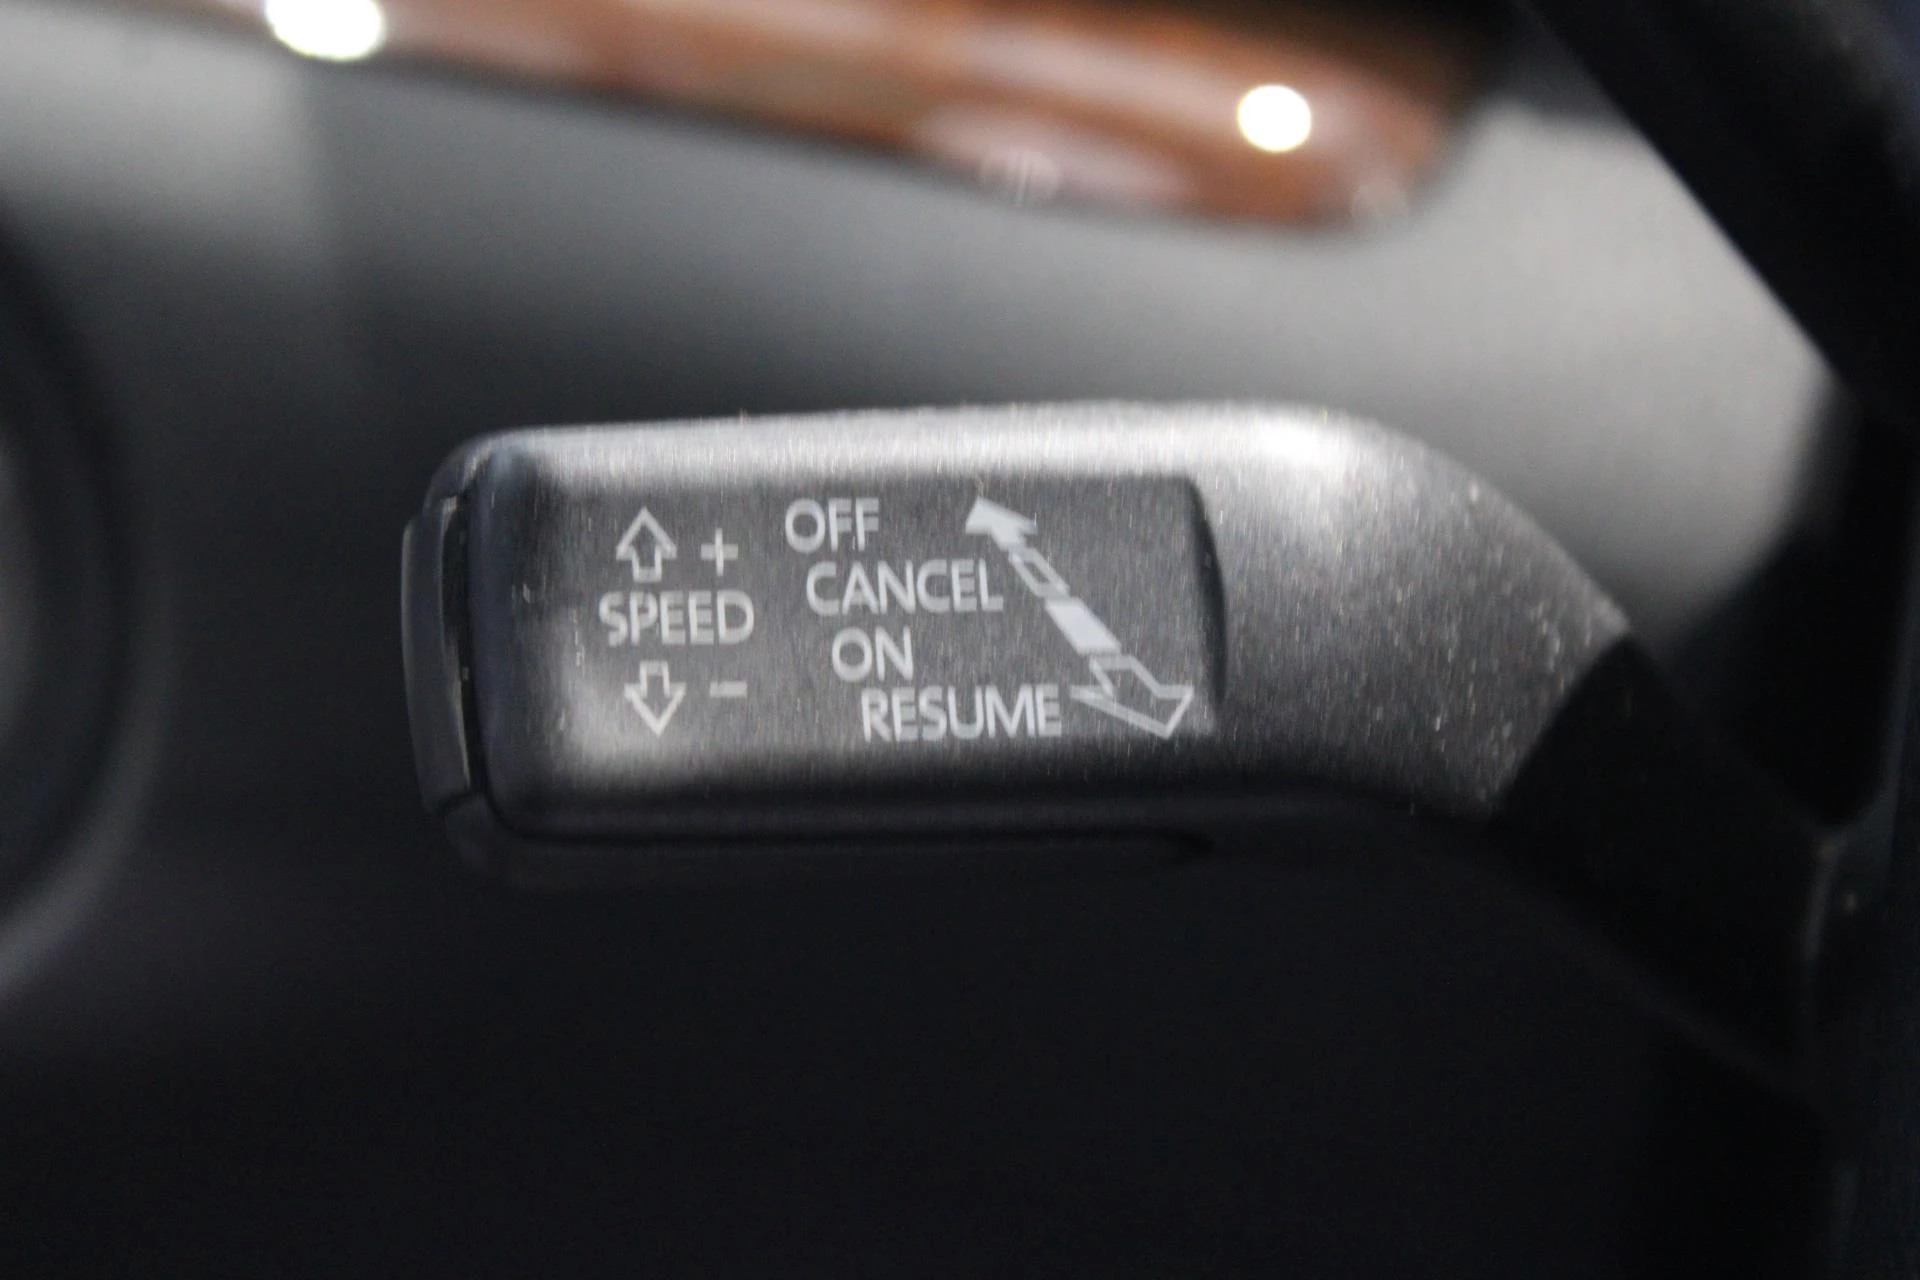 +
SPEED
−
OFF
CANCEL
ON
RESUME